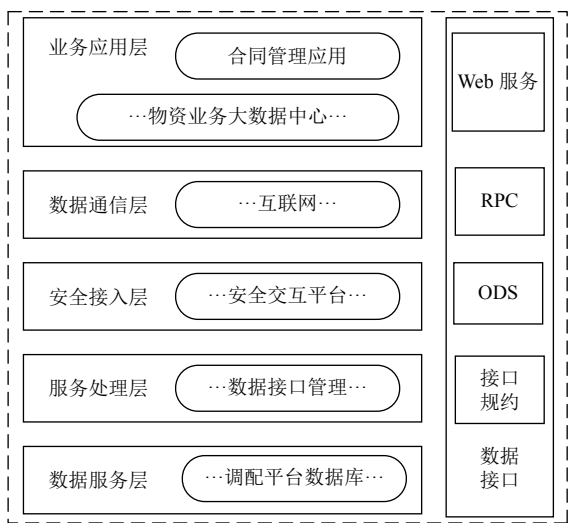 业务应用层
合同管理应用
…物资业务大数据中心…
数据通信层
…互联网…
安全接入层
…安全交互平台…
服务处理层
…数据接口管理…
数据服务层
…调配平台数据库…
Web 服务
RPC
ODS
接口
规约
数据
接口